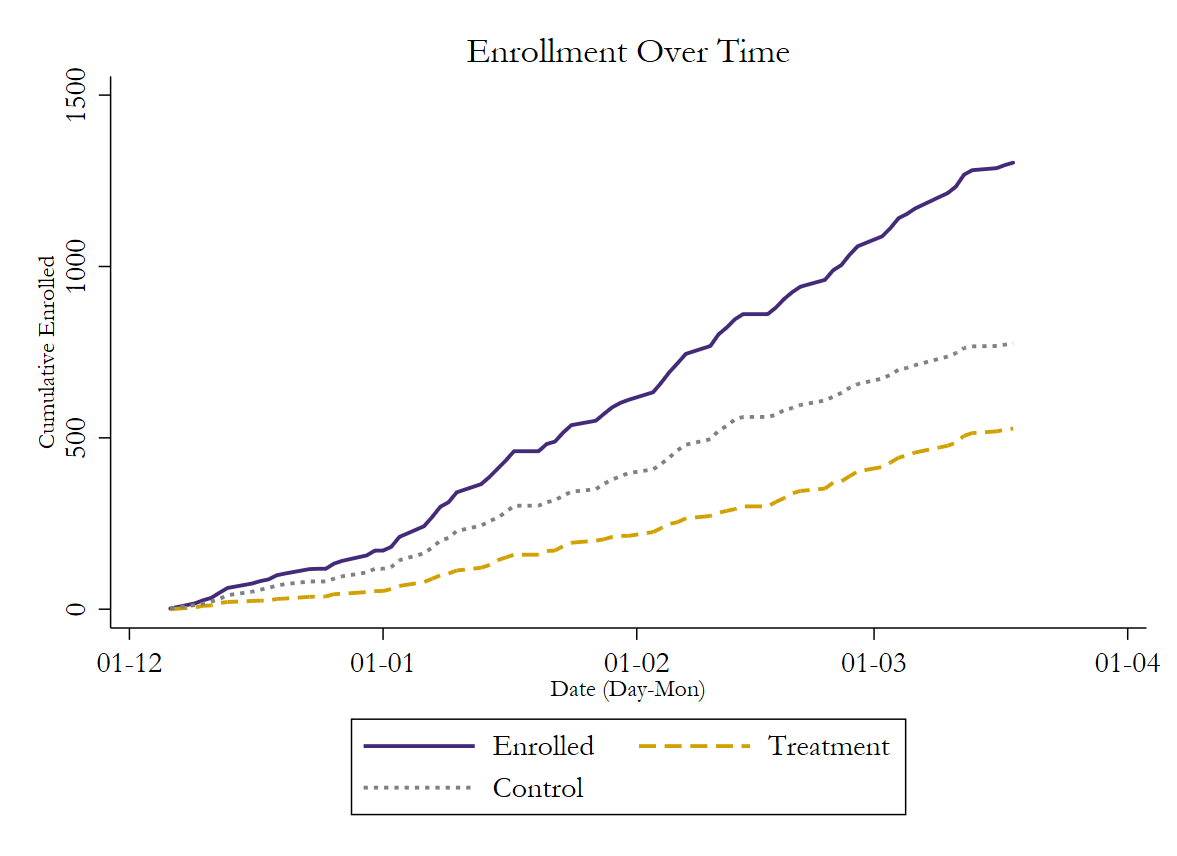 Enrollment Over Time
Cumulative Enrolled
1500
1000
500
0
01-12 01-01 01-02 01-03 01-04
Date (Day-Mon)
Enrolled Treatment
Control